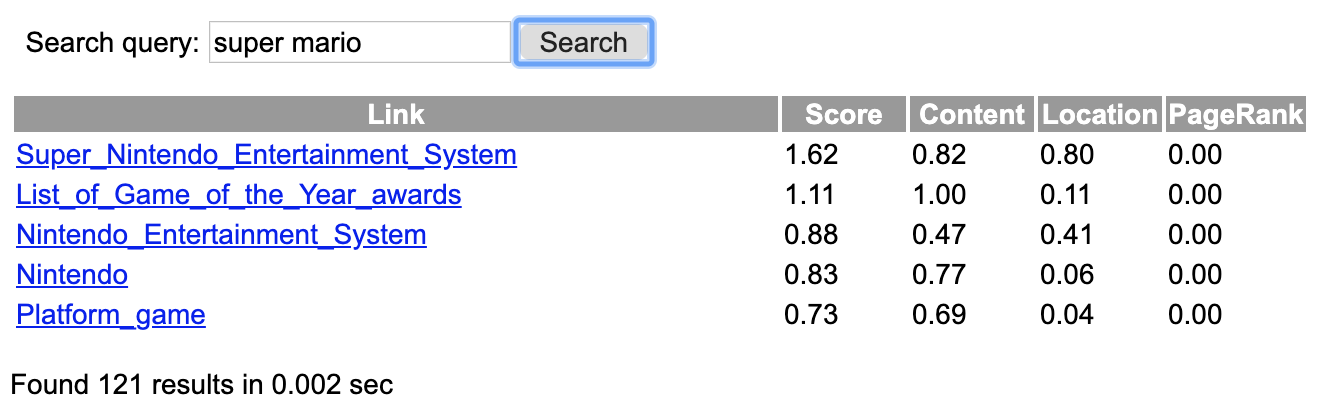 Search query: super mario Search
Link Score Content Location PageRank
Super_Nintendo_Entertainment_System 1.62 0.82 0.80 0.00
List_of_Game_of_the_Year_awards 1.11 1.00 0.11 0.00
Nintendo_Entertainment_System 0.88 0.47 0.41 0.00
Nintendo 0.83 0.77 0.06 0.00
Platform_game 0.73 0.69 0.04 0.00
Found 121 results in 0.002 sec